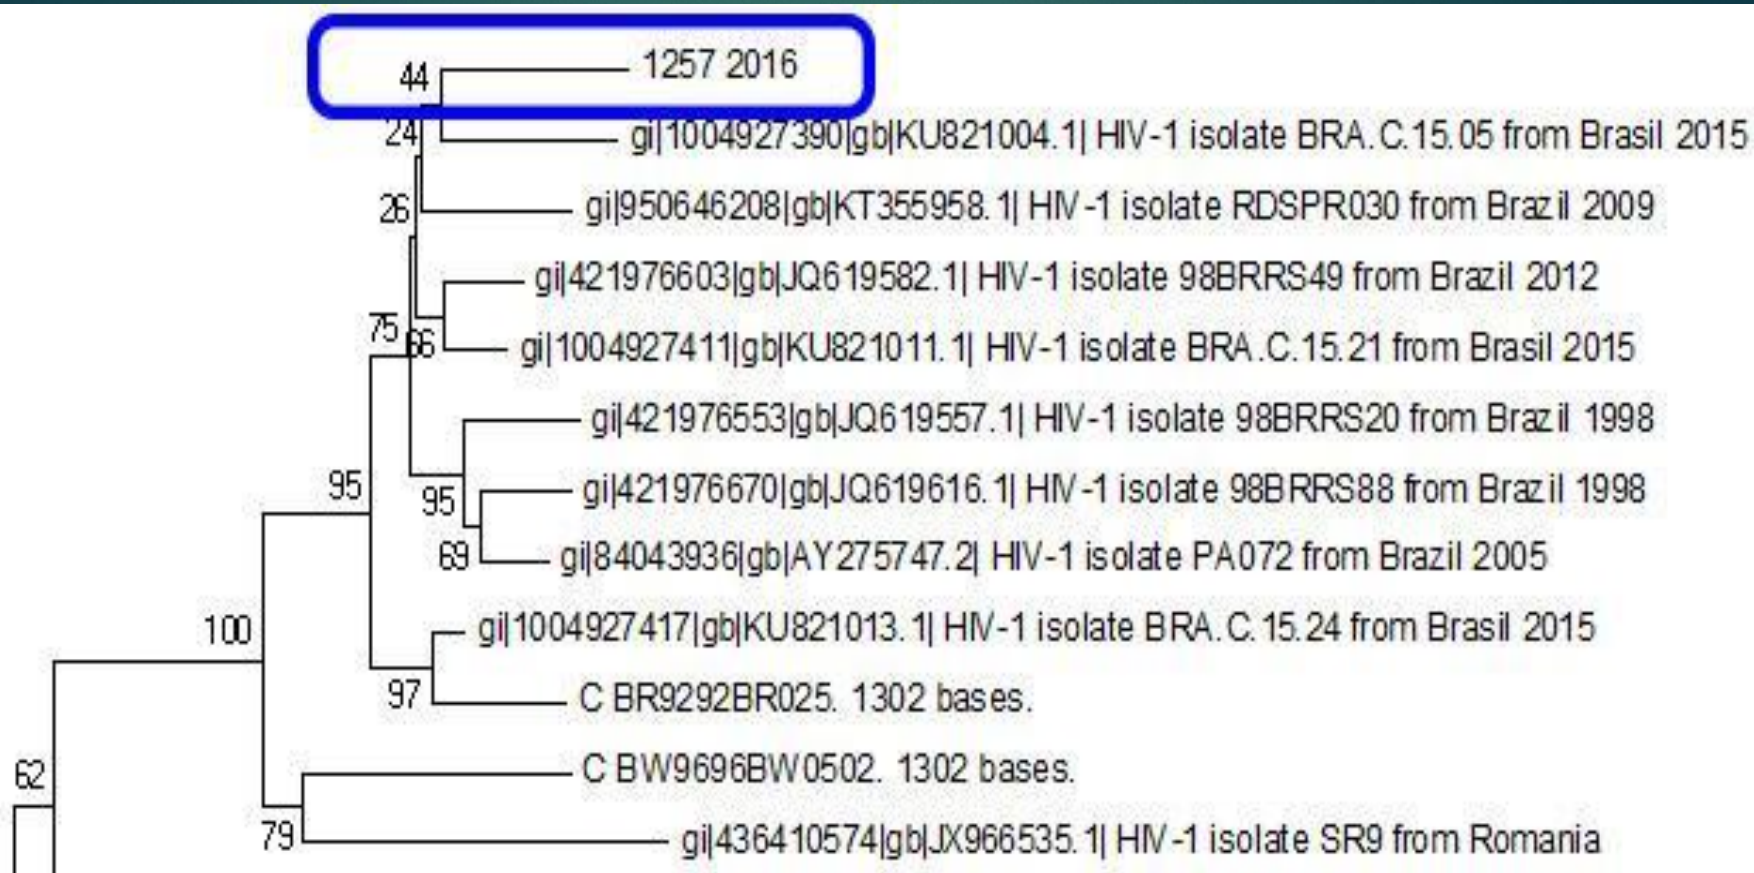 44
1257 2016
24
gi|1004927390|gb|KU821004.1| HIV-1 isolate BRA.C.15.05 from Brasil 2015
26
gi|950646208|gb|KT355958.1| HIV-1 isolate RDSPR030 from Brazil 2009
gi|421976603|gb|JQ619582.1| HIV-1 isolate 98BRRS49 from Brazil 2012
75
66
gi|1004927411|gb|KU821011.1| HIV-1 isolate BRA.C.15.21 from Brasil 2015
gi|421976553|gb|JQ619557.1| HIV-1 isolate 98BRRS20 from Brazil 1998
95
95
gi|421976670|gb|JQ619616.1| HIV-1 isolate 98BRRS88 from Brazil 1998
69
gi|84043936|gb|AY275747.2| HIV-1 isolate PA072 from Brazil 2005
100
gi|1004927417|gb|KU821013.1| HIV-1 isolate BRA.C.15.24 from Brasil 2015
97
C BR9292BR025. 1302 bases.
62
C BW9696BW0502. 1302 bases.
79
gi|436410574|gb|JX966535.1| HIV-1 isolate SR9 from Romania